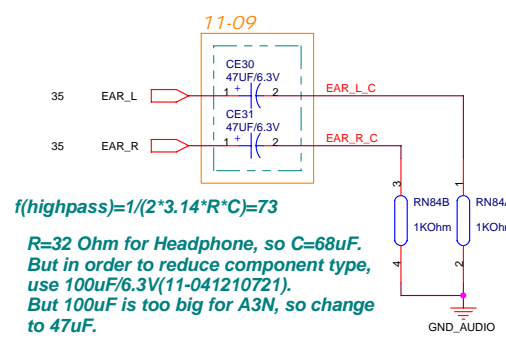 11-09
CE30
47UF/6.3V
35 EAR_L 1 + 2 EAR_L_C
CE31
47UF/6.3V
35 EAR_R 1 + 2 EAR_R_C
3 1
f(highpass)=1/(2*3.14*R*C)=73
RN84B RN84A
1KOhm 1KOhm
R=32 Ohm for Headphone, so C=68uF.
But in order to reduce component type,
use 100uF/6.3V(11-041210721).
But 100uF is too big for A3N, so change
to 47uF.
4 2
GND_AUDIO